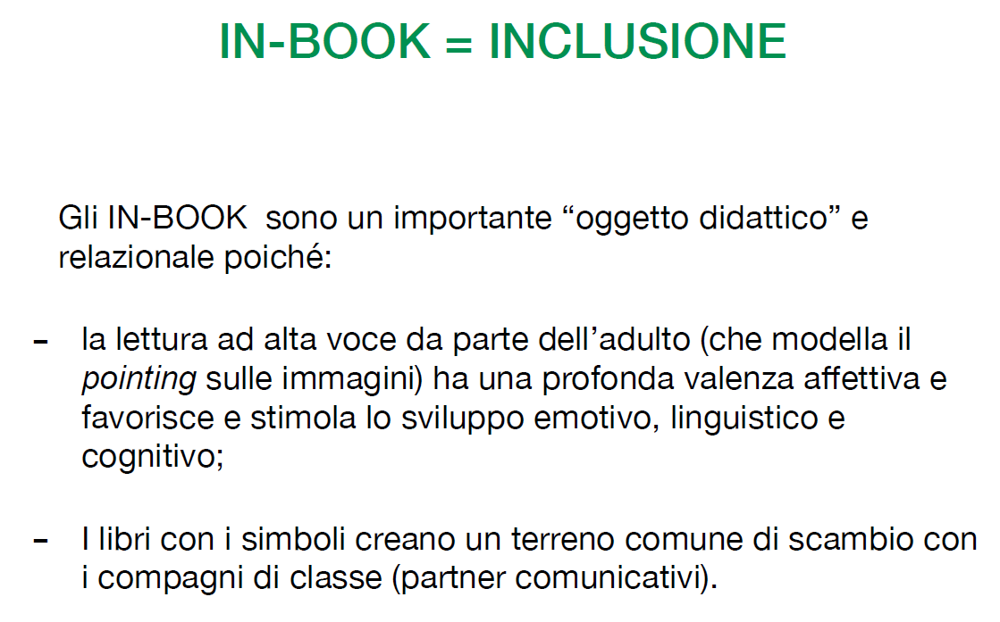 IN-BOOK = INCLUSIONE
Gli IN-BOOK  sono un importante “oggetto didattico” e
relazionale poiché:
- la lettura ad alta voce da parte dell’adulto (che modella il
pointing sulle immagini) ha una profonda valenza affettiva e
favorisce e stimola lo sviluppo emotivo, linguistico e
cognitivo;
- I libri con i simboli creano un terreno comune di scambio con
i compagni di classe (partner comunicativi).